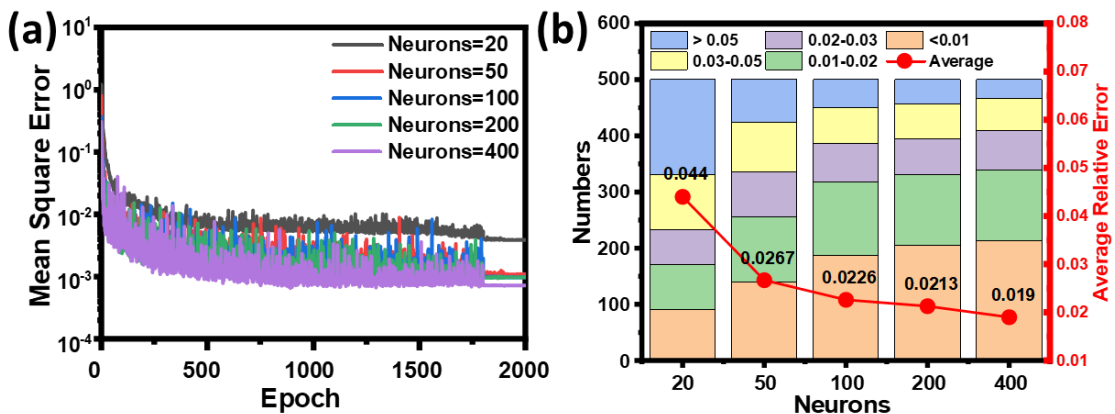 (a)
Mean Square Error
10^1
10^0
10^-1
10^-2
10^-3
10^-4
0 500 1000 1500 2000
Epoch
Neurons=20
Neurons=50
Neurons=100
Neurons=200
Neurons=400
(b)
Numbers
600
500
400
300
200
100
0
> 0.05 0.02-0.03 <0.01
0.03-0.05 0.01-0.02 Average
0.044
0.0267
0.0226
0.0213
0.019
20 50 100 200 400
Neurons
0.08
0.07
0.06
0.05
0.04
0.03
0.02
0.01
Average Relative Error